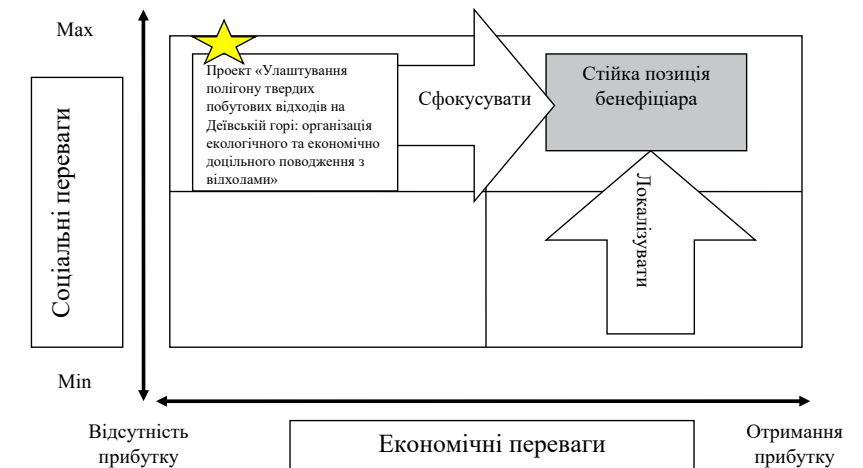 Max
Проект «Улаштування
полігону твердих
побутових відходів на
Деївській горі: організація
екологічного та економічно
доцільного поводження з
відходами»
Сфокусувати
Стійка позиція
бенефіціара
Соціальні переваги
Локалізувати
Min
Відсутність
прибутку
Економічні переваги
Отримання
прибутку